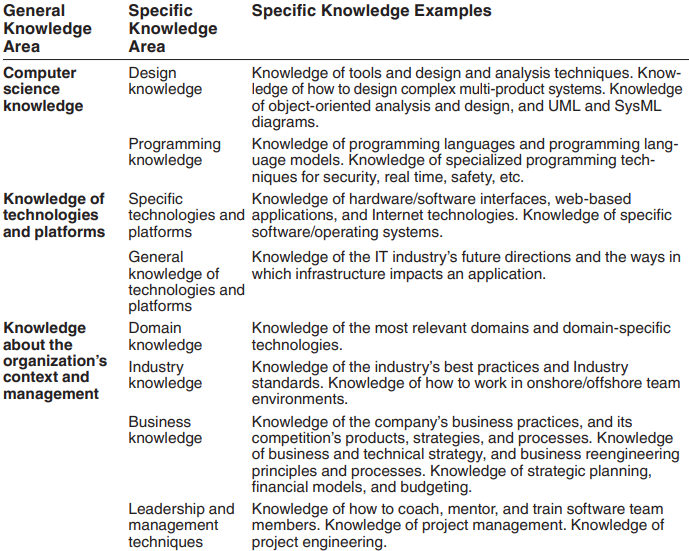 General Knowledge Area
Specific Knowledge Area
Specific Knowledge Examples
Computer science knowledge
Design knowledge
Knowledge of tools and design and analysis techniques. Know-
ledge of how to design complex multi-product systems. Knowledge
of object-oriented analysis and design, and UML and SysML
diagrams.
Programming knowledge
Knowledge of programming languages and programming lang-
uage models. Knowledge of specialized programming tech-
niques for security, real time, safety, etc.
Knowledge of technologies and platforms
Specific technologies and platforms
Knowledge of hardware/software interfaces, web-based
applications, and Internet technologies. Knowledge of specific
software/operating systems.
General knowledge of technologies and platforms
Knowledge of the IT industry's future directions and the ways in
which infrastructure impacts an application.
Knowledge about the organization's context and management
Domain knowledge
Knowledge of the most relevant domains and domain-specific
technologies.
Industry knowledge
Knowledge of the industry's best practices and Industry
standards. Knowledge of how to work in onshore/offshore team
environments.
Business knowledge
Knowledge of the company's business practices, and its
competition's products, strategies, and processes. Knowledge
of business and technical strategy, and business reengineering
principles and processes. Knowledge of strategic planning,
financial models, and budgeting.
Leadership and management techniques
Knowledge of how to coach, mentor, and train software team
members. Knowledge of project management. Knowledge of
project engineering.